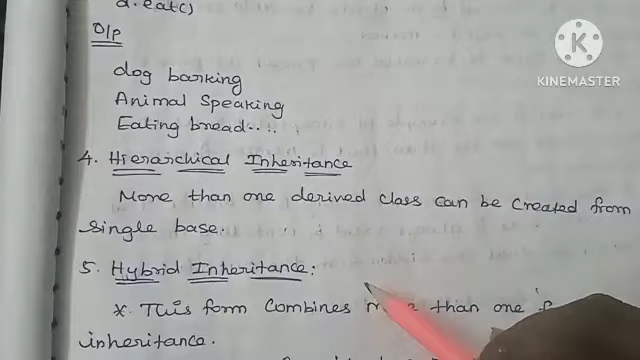 d. eat()
O/p
dog barking
Animal Speaking
Eating bread....
4. Hierarchical Inheritance
More than one derived class can be created from
single base.
5. Hybrid Inheritance:
* This form Combines than one
inheritance.
KINEMASTER